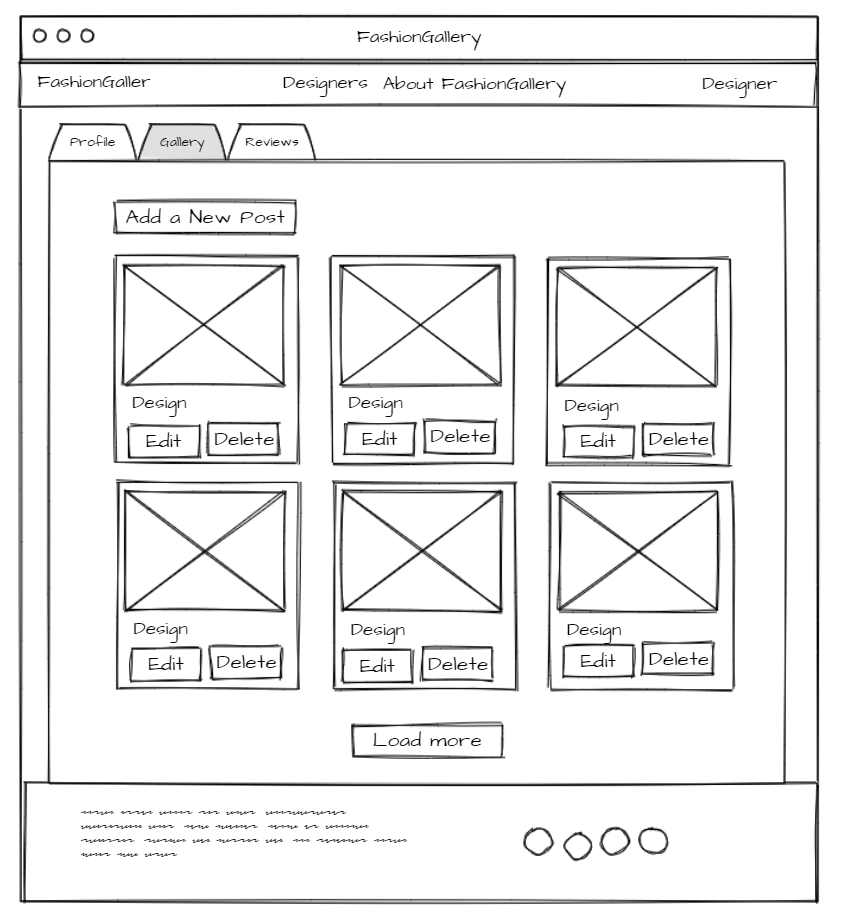 FashionGallery
FashionGaller Designers About FashionGallery Designer
Profile Gallery Reviews
Add a New Post
Design Design Design
Edit Delete Edit Delete Edit Delete
Design Design Design
Edit Delete Edit Delete Edit Delete
Load more